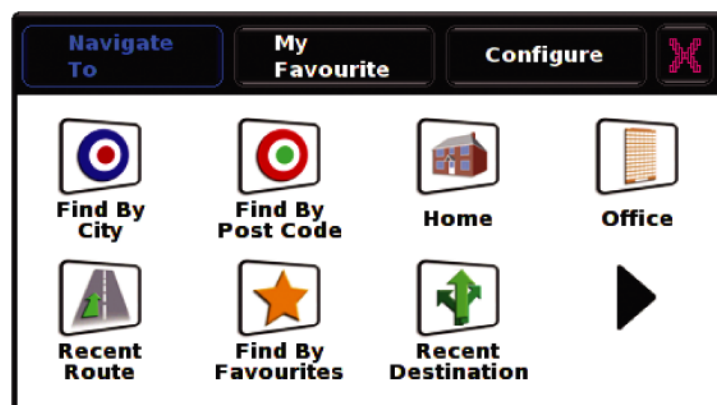 Navigate
To
My
Favourite
Configure
Find By
City
Find By
Post Code
Home
Office
Recent
Route
Find By
Favourites
Recent
Destination